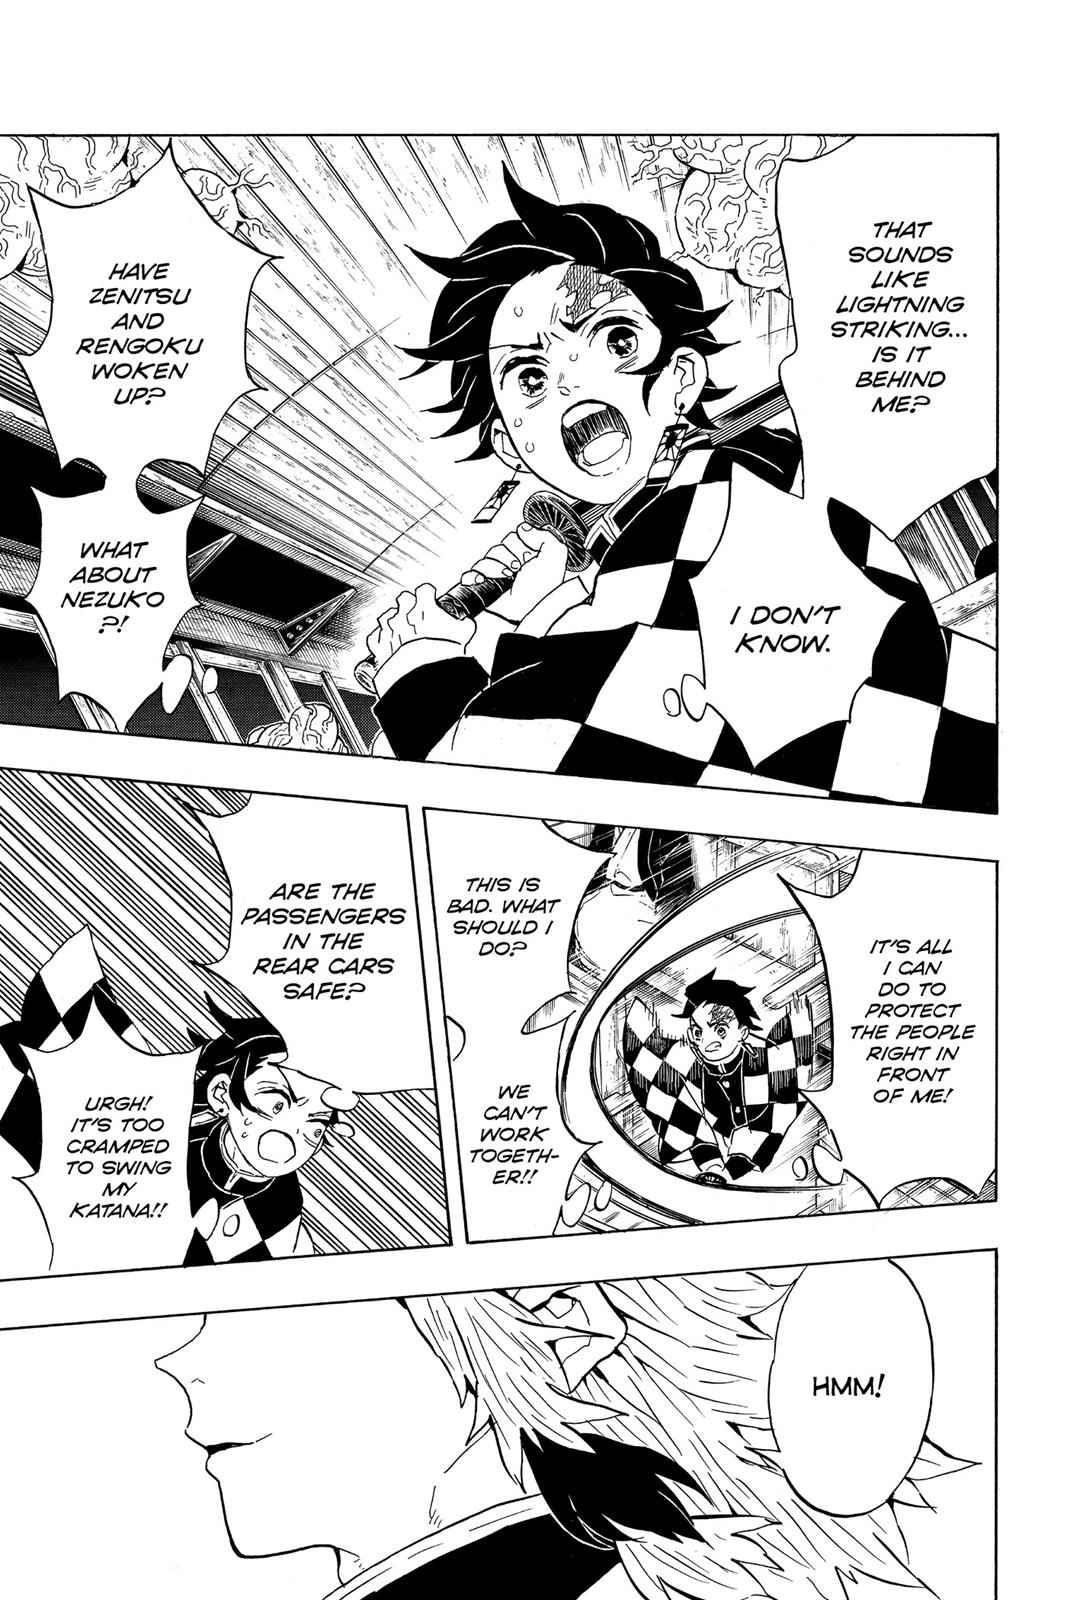 THAT
SOUNDS
LIKE
LIGHTNING
STRIKING...
IS IT
BEHIND
ME?
I DON'T
KNOW.
HAVE
ZENITSU
AND
RENGOKU
WOKEN
UP?
WHAT
ABOUT
NEZUKO
?!
IT'S ALL
I CAN
DO TO
PROTECT
THE PEOPLE
RIGHT IN
FRONT
OF ME!
THIS IS
BAD. WHAT
SHOULD I
DO?
WE
CAN'T
WORK
TOGETH-
ER!!
ARE THE
PASSENGERS
IN THE
REAR CARS
SAFE?
URGH!
IT'S TOO
CRAMPED
TO SWING
MY
KATANA!!
HMM!